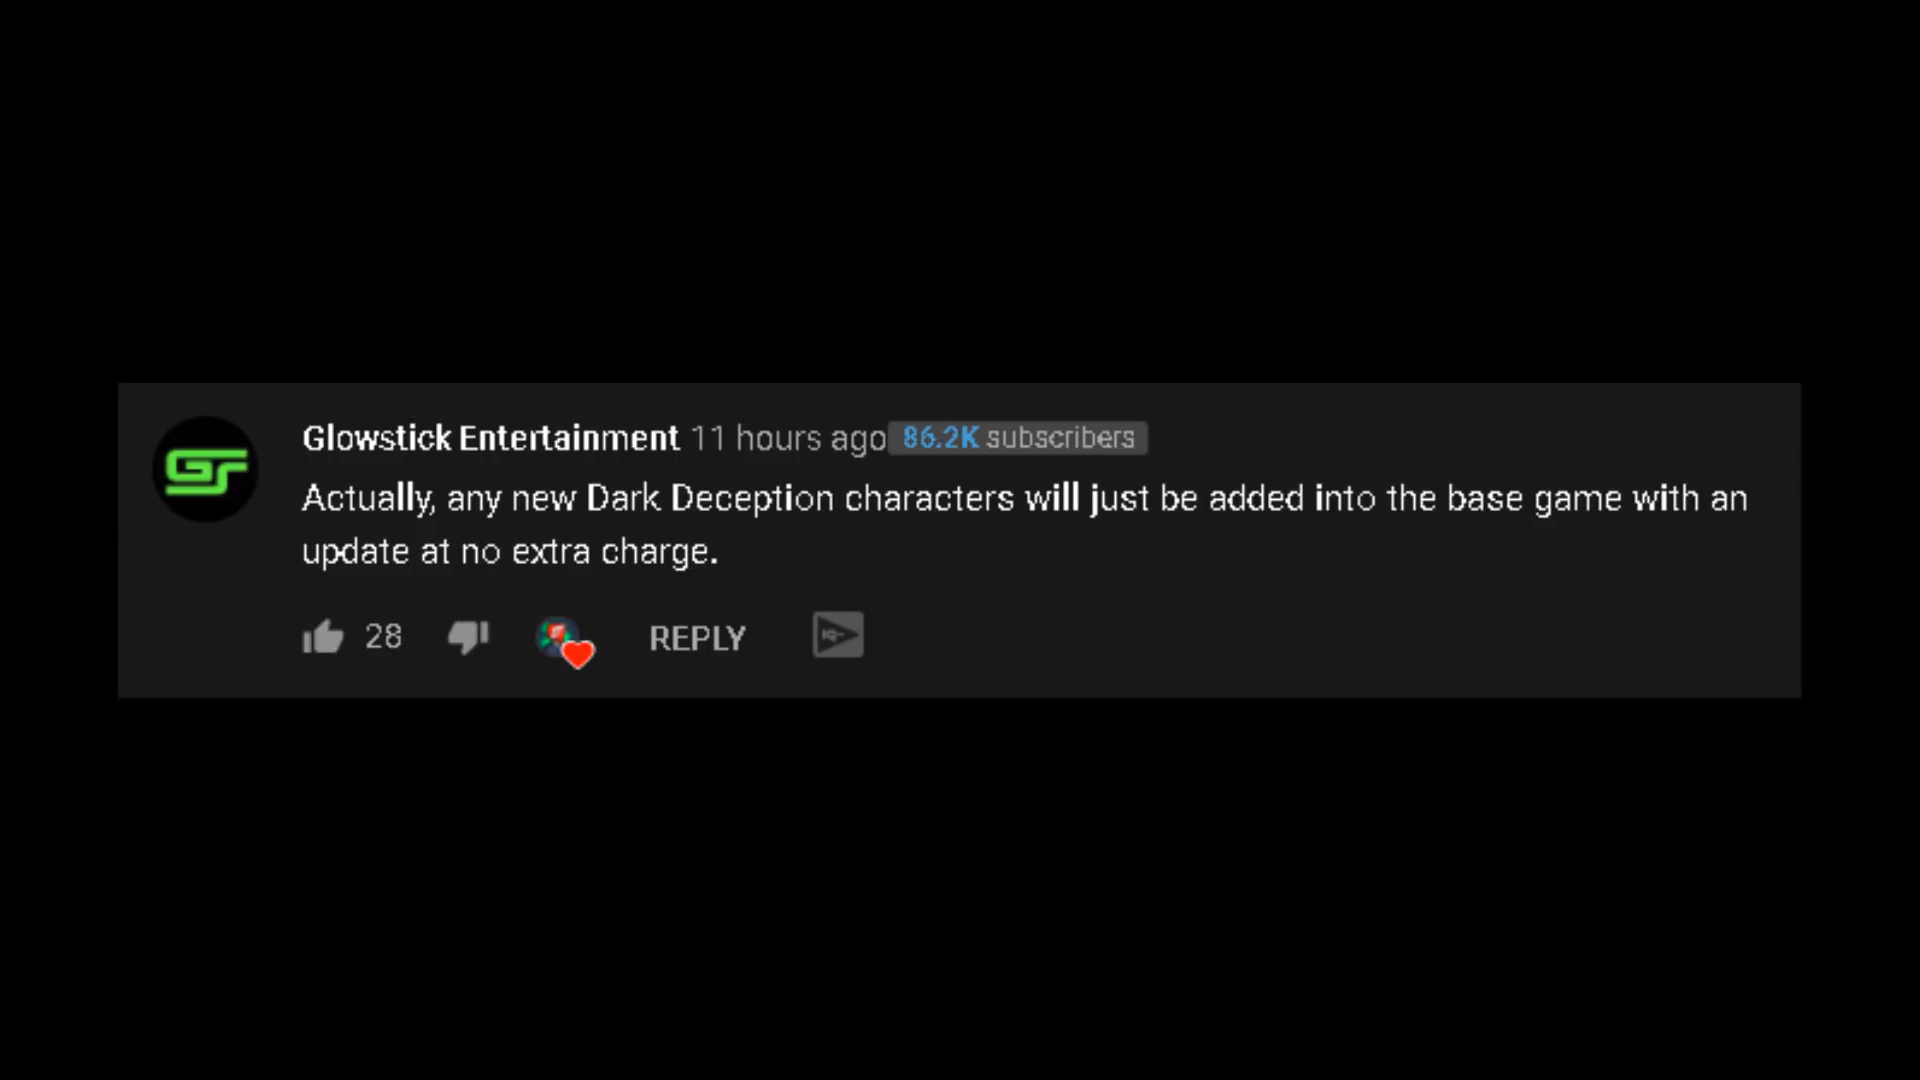 Glowstick Entertainment 11 hours ago 86.2K subscribers
Actually, any new Dark Deception characters will just be added into the base game with an
update at no extra charge.
28 REPLY